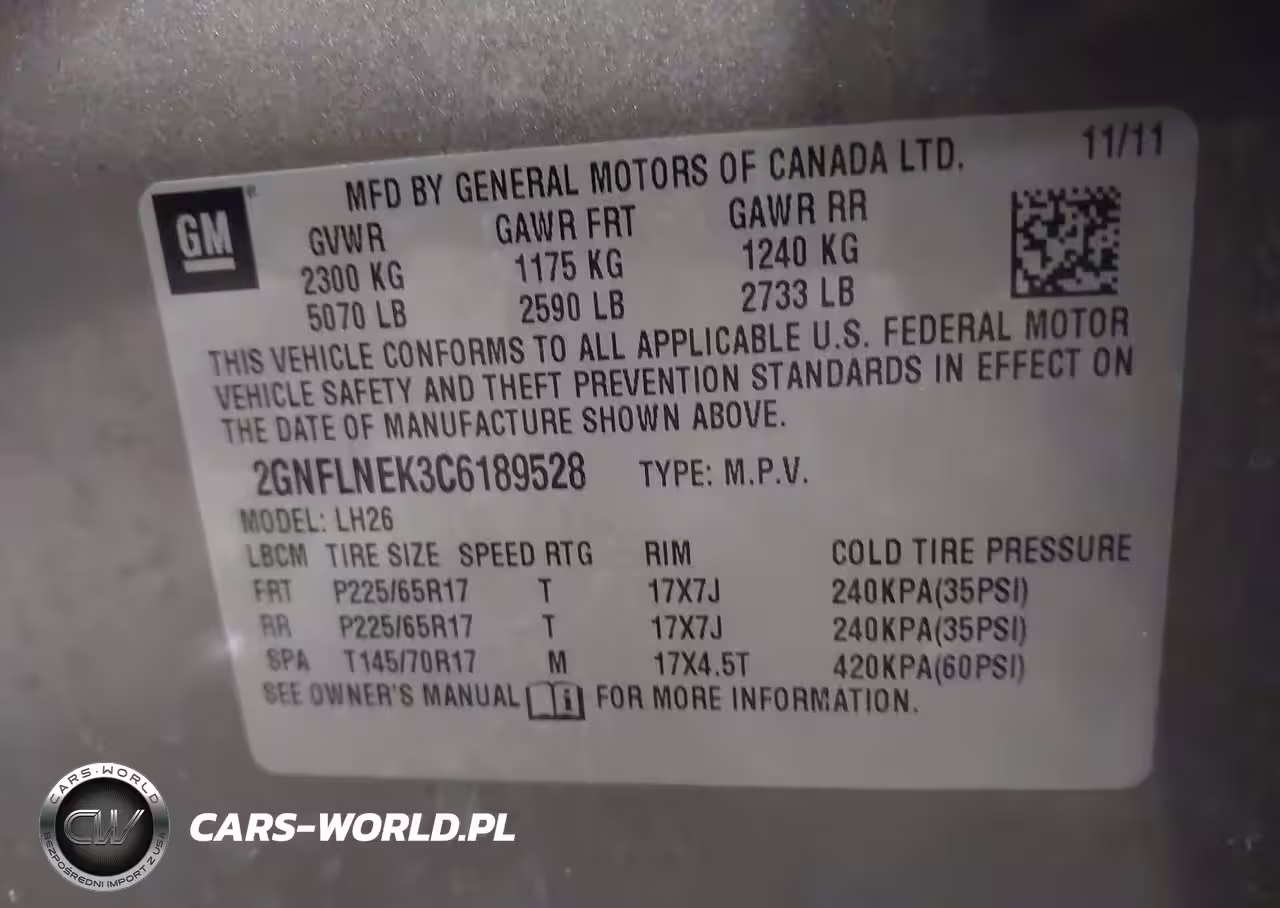 11/11
MFD BY GENERAL MOTORS OF CANADA LTD.
GM
GVWR GAWR FRT GAWR RR
2300 KG 1175 KG 1240 KG
5070 LB 2590 LB 2733 LB
THIS VEHICLE CONFORMS TO ALL APPLICABLE U.S. FEDERAL MOTOR
VEHICLE SAFETY AND THEFT PREVENTION STANDARDS IN EFFECT ON
THE DATE OF MANUFACTURE SHOWN ABOVE.
2GNFLNEK3C6189528 TYPE: M.P.V.
MODEL: LH26
LBCM TIRE SIZE SPEED RTG RIM COLD TIRE PRESSURE
FRT P225/65R17 T 17X7J 240KPA(35PSI)
RR P225/65R17 T 17X7J 240KPA(35PSI)
SPA T145/70R17 M 17X4.5T 420KPA(60PSI)
SEE OWNER'S MANUAL i FOR MORE INFORMATION.
CARS-WORLD
CW
BEZPOŚREDNI IMPORT Z USA
CARS-WORLD.PL